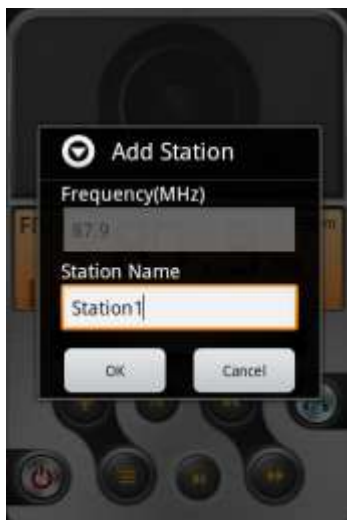 Add Station
Frequency(MHz)
87.9
Station Name
Station1
OK
Cancel